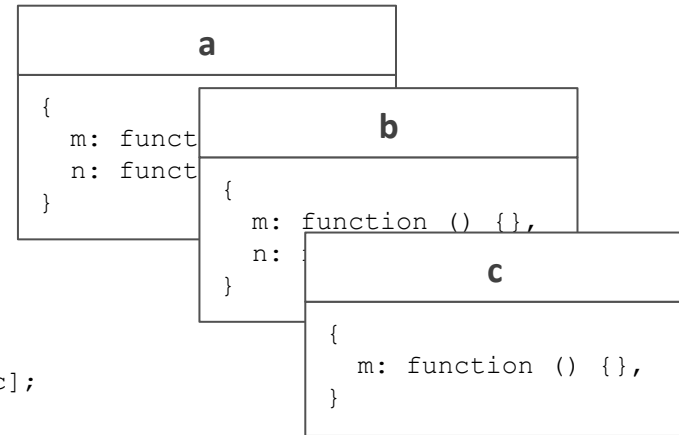 a
{
m: funct
n: funct
}
b
{
m: function () {},
n:
}
c
{
m: function () {},
}
c];